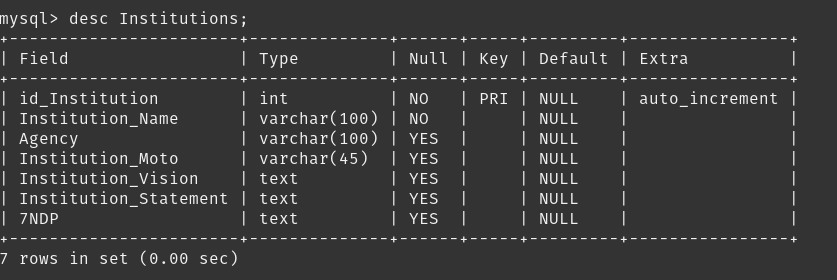 mysql> desc Institutions;
+-----------------------+--------------+------+-----+---------+----------------+
| Field                 | Type         | Null | Key | Default | Extra          |
+-----------------------+--------------+------+-----+---------+----------------+
| id_Institution        | int          | NO   | PRI | NULL    | auto_increment |
| Institution_Name      | varchar(100) | NO   |     | NULL    |                |
| Agency                | varchar(100) | YES  |     | NULL    |                |
| Institution_Moto      | varchar(45)  | YES  |     | NULL    |                |
| Institution_Vision    | text         | YES  |     | NULL    |                |
| Institution_Statement | text         | YES  |     | NULL    |                |
| 7NDP                  | text         | YES  |     | NULL    |                |
+-----------------------+--------------+------+-----+---------+----------------+
7 rows in set (0.00 sec)